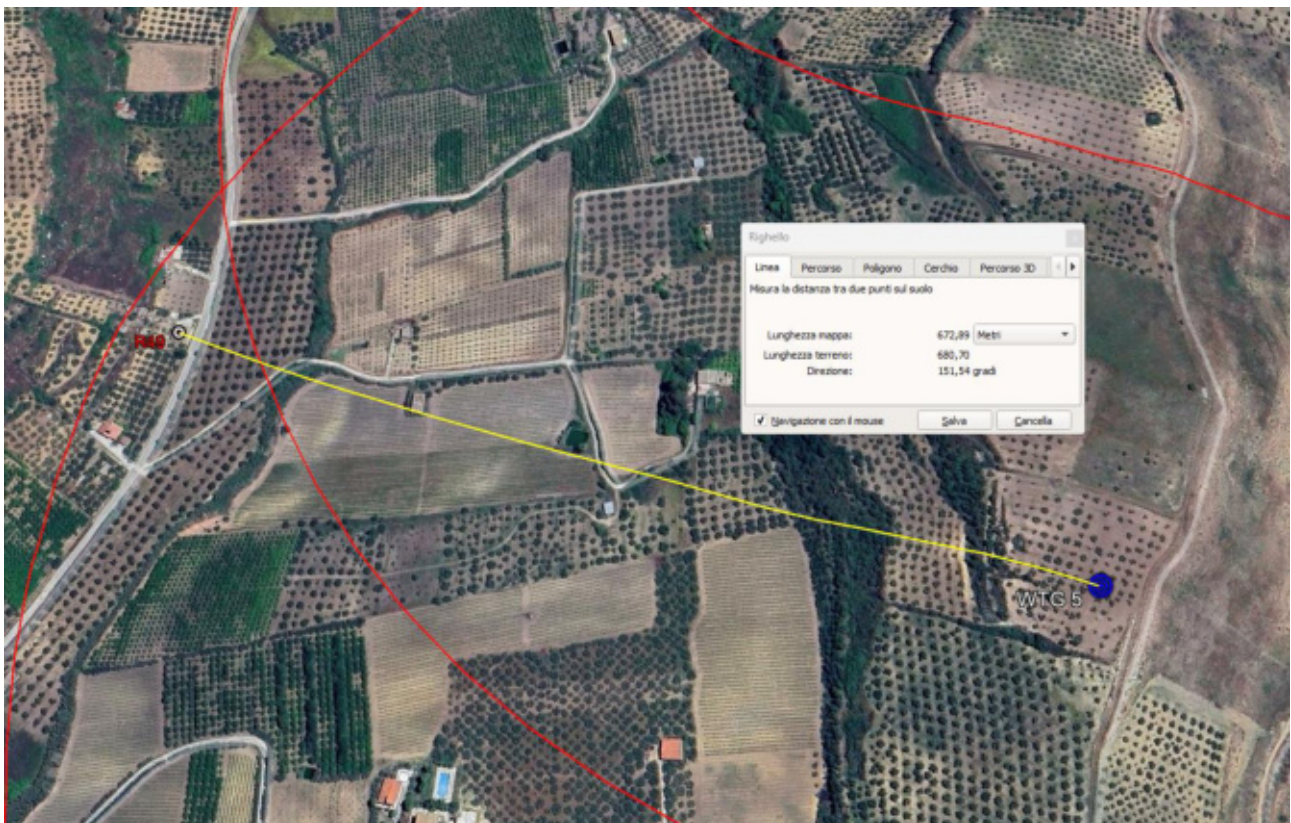 Righello
Linea Percorso Poligono Cerchio Percorso 3D
Misura la distanza tra due punti sul suolo
Lunghezza mappa: 672,89 Metri
Lunghezza terreno: 680,70
Direzione: 151,54 gradi
Navigazione con il mouse Salva Cancella
WTG 5